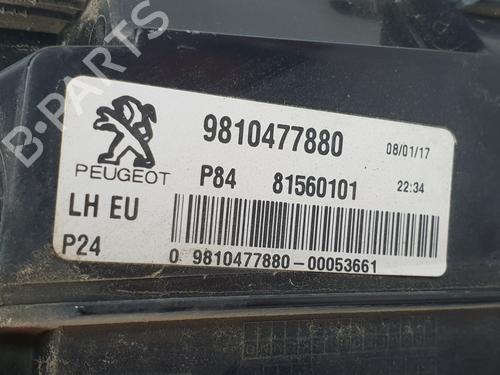 B-PARTS
9810477880
08/01/17
PEUGEOT
P84 81560101
22:34
LH EU
P24
0 9810477880-00053661